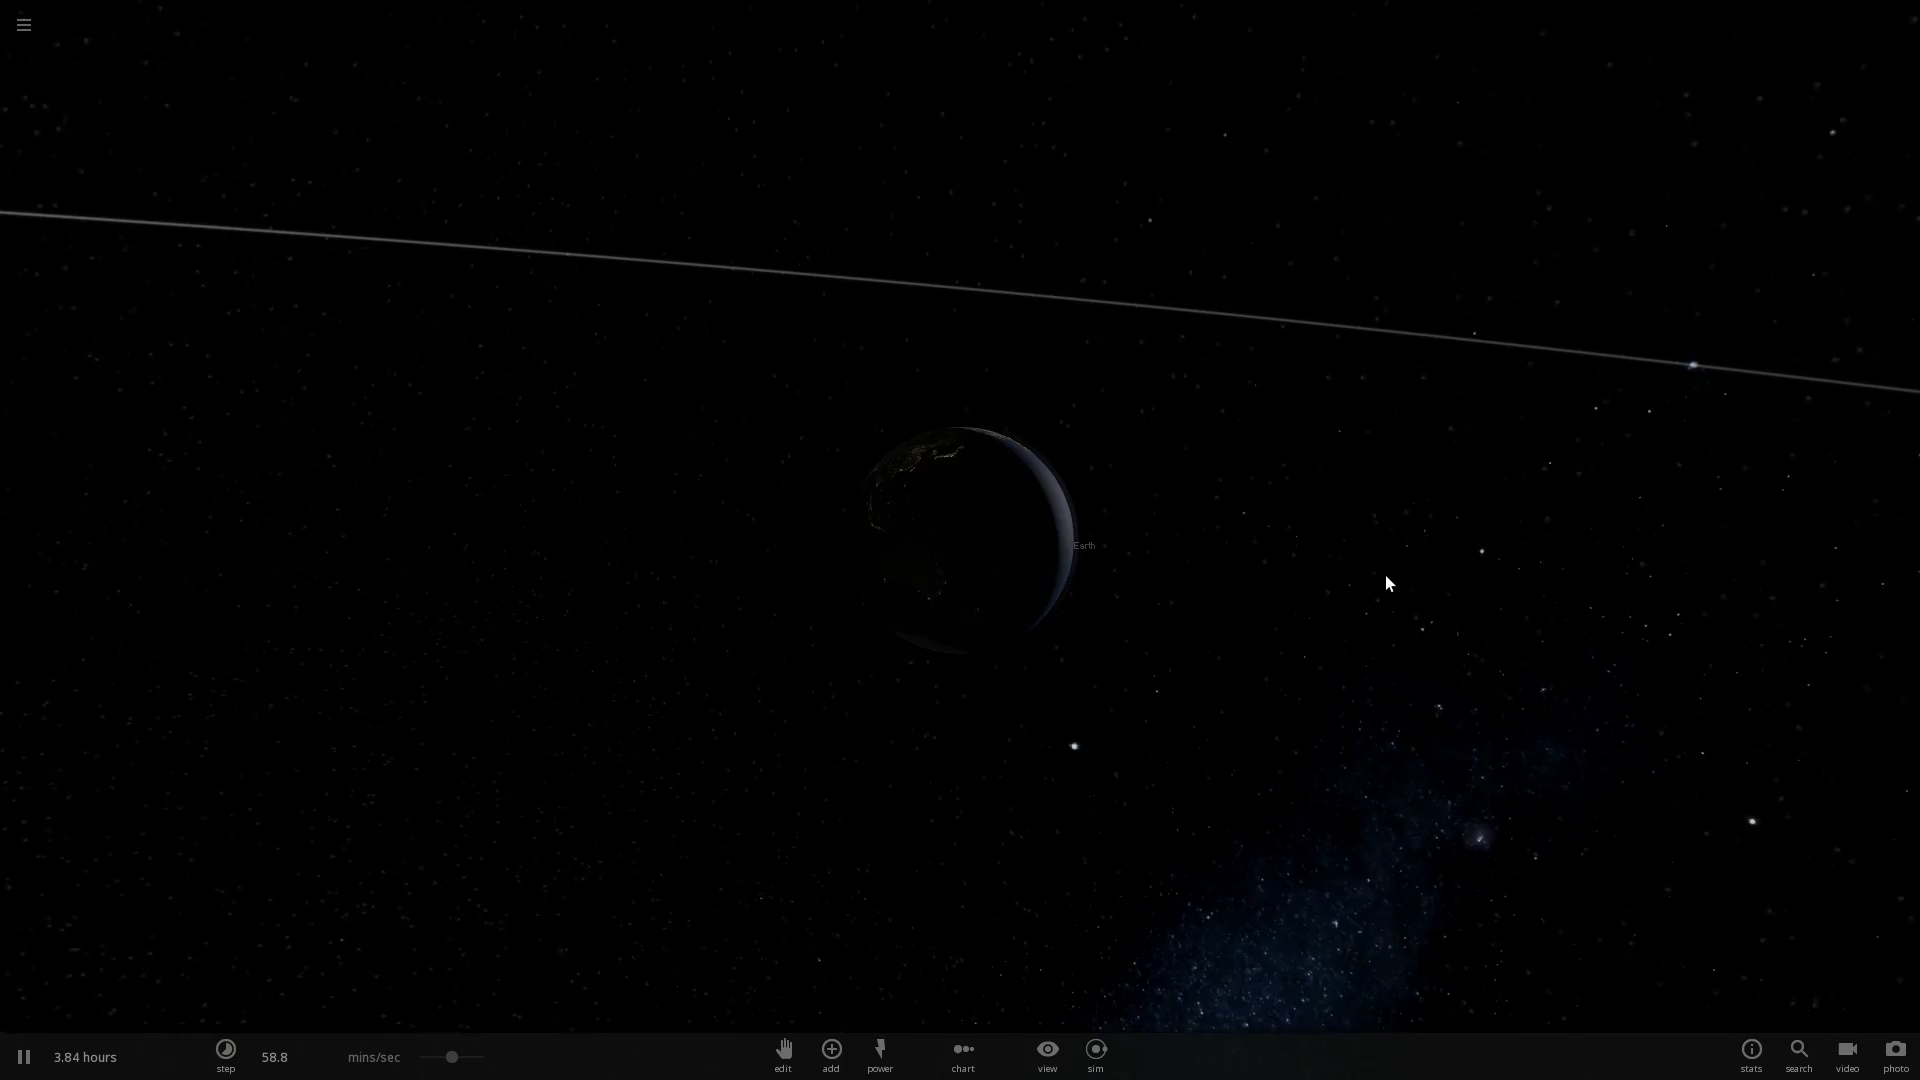 Earth
3.84 hours
step
58.8
mins/sec
edit
add
power
chart
view
sim
stats
search
video
photo